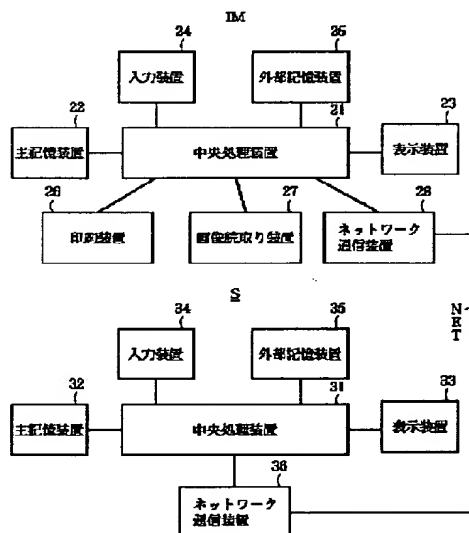 IM
24
25
入力装置
外部記憶装置
22
21
23
主記憶装置
中央処理装置
表示装置
26
27
28
印刷装置
画像読取り装置
ネットワーク
通信装置
S
NET
34
35
入力装置
外部記憶装置
32
31
33
主記憶装置
中央処理装置
表示装置
36
ネットワーク
通信装置